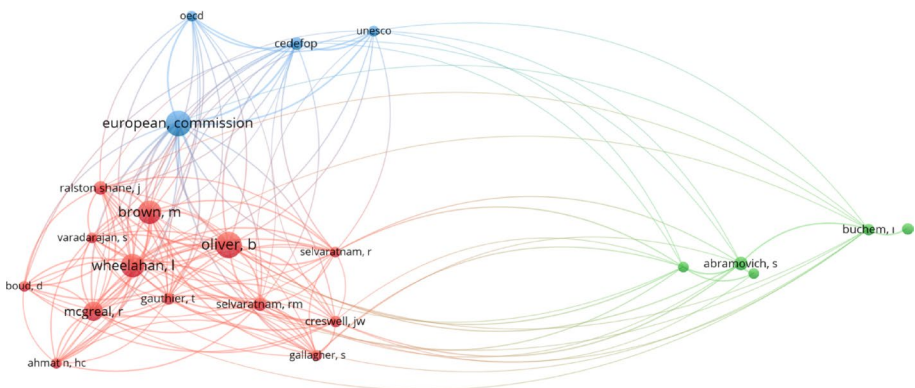 oecd
unesco
cedefop
european, commission
ralston shane, j
brown, m
varadarajan, s
oliver, b
selvaratnam, r
buchem, ı
wheelahan, l
abramovich, s
boud, d
gauthier, t
selvaratnam, rm
mcgreal, r
creswell, jw
gallagher, s
ahmat n, hc